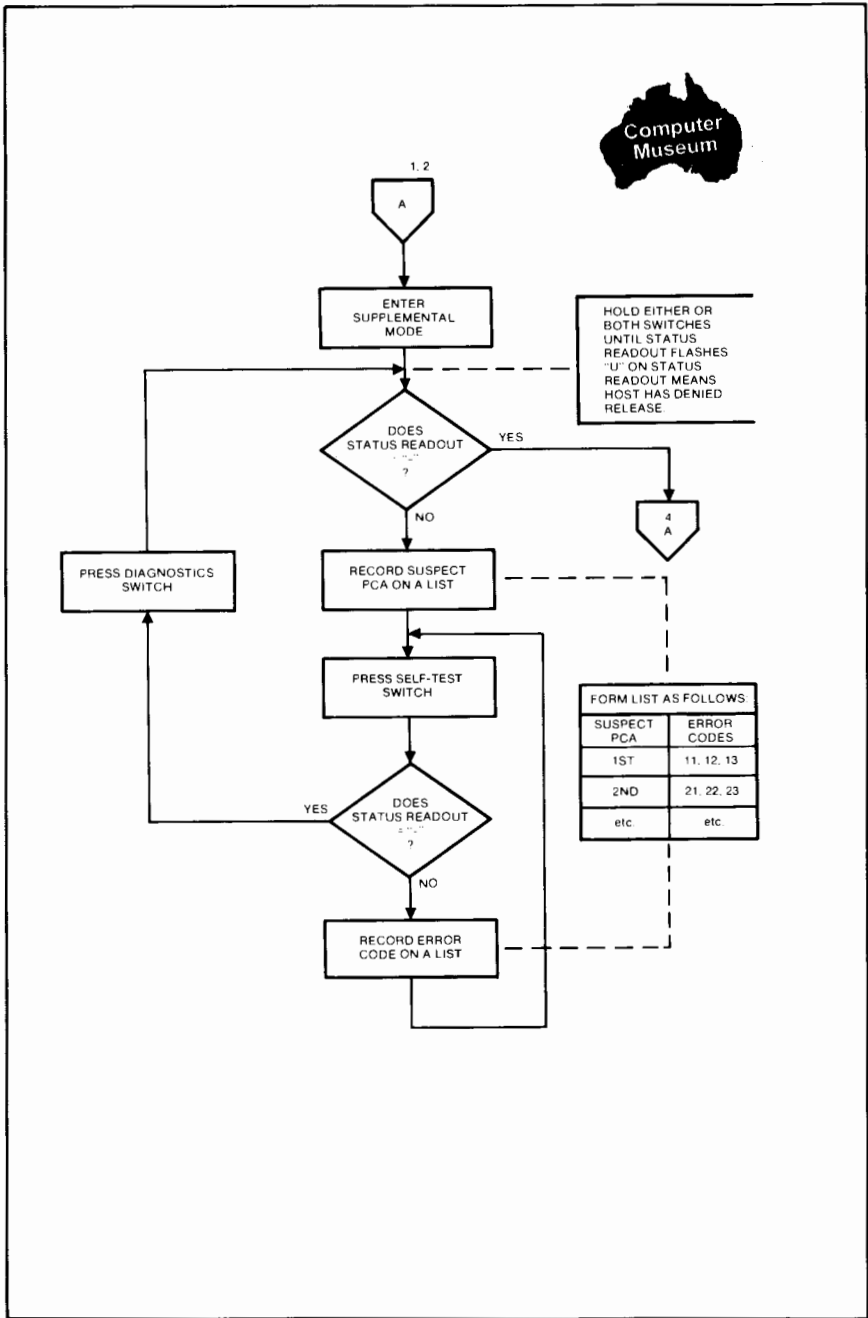 Computer
Museum
1, 2
A
ENTER
SUPPLEMENTAL
MODE
HOLD EITHER OR
BOTH SWITCHES
UNTIL STATUS
READOUT FLASHES
"U" ON STATUS
READOUT MEANS
HOST HAS DENIED
RELEASE.
DOES
STATUS READOUT
?
YES
NO
4
A
PRESS DIAGNOSTICS
SWITCH
RECORD SUSPECT
PCA ON A LIST
PRESS SELF-TEST
SWITCH
FORM LIST AS FOLLOWS:
SUSPECT
PCA
ERROR
CODES
1ST
11, 12, 13
2ND
21, 22, 23
etc.
etc.
DOES
STATUS READOUT
?
YES
NO
RECORD ERROR
CODE ON A LIST